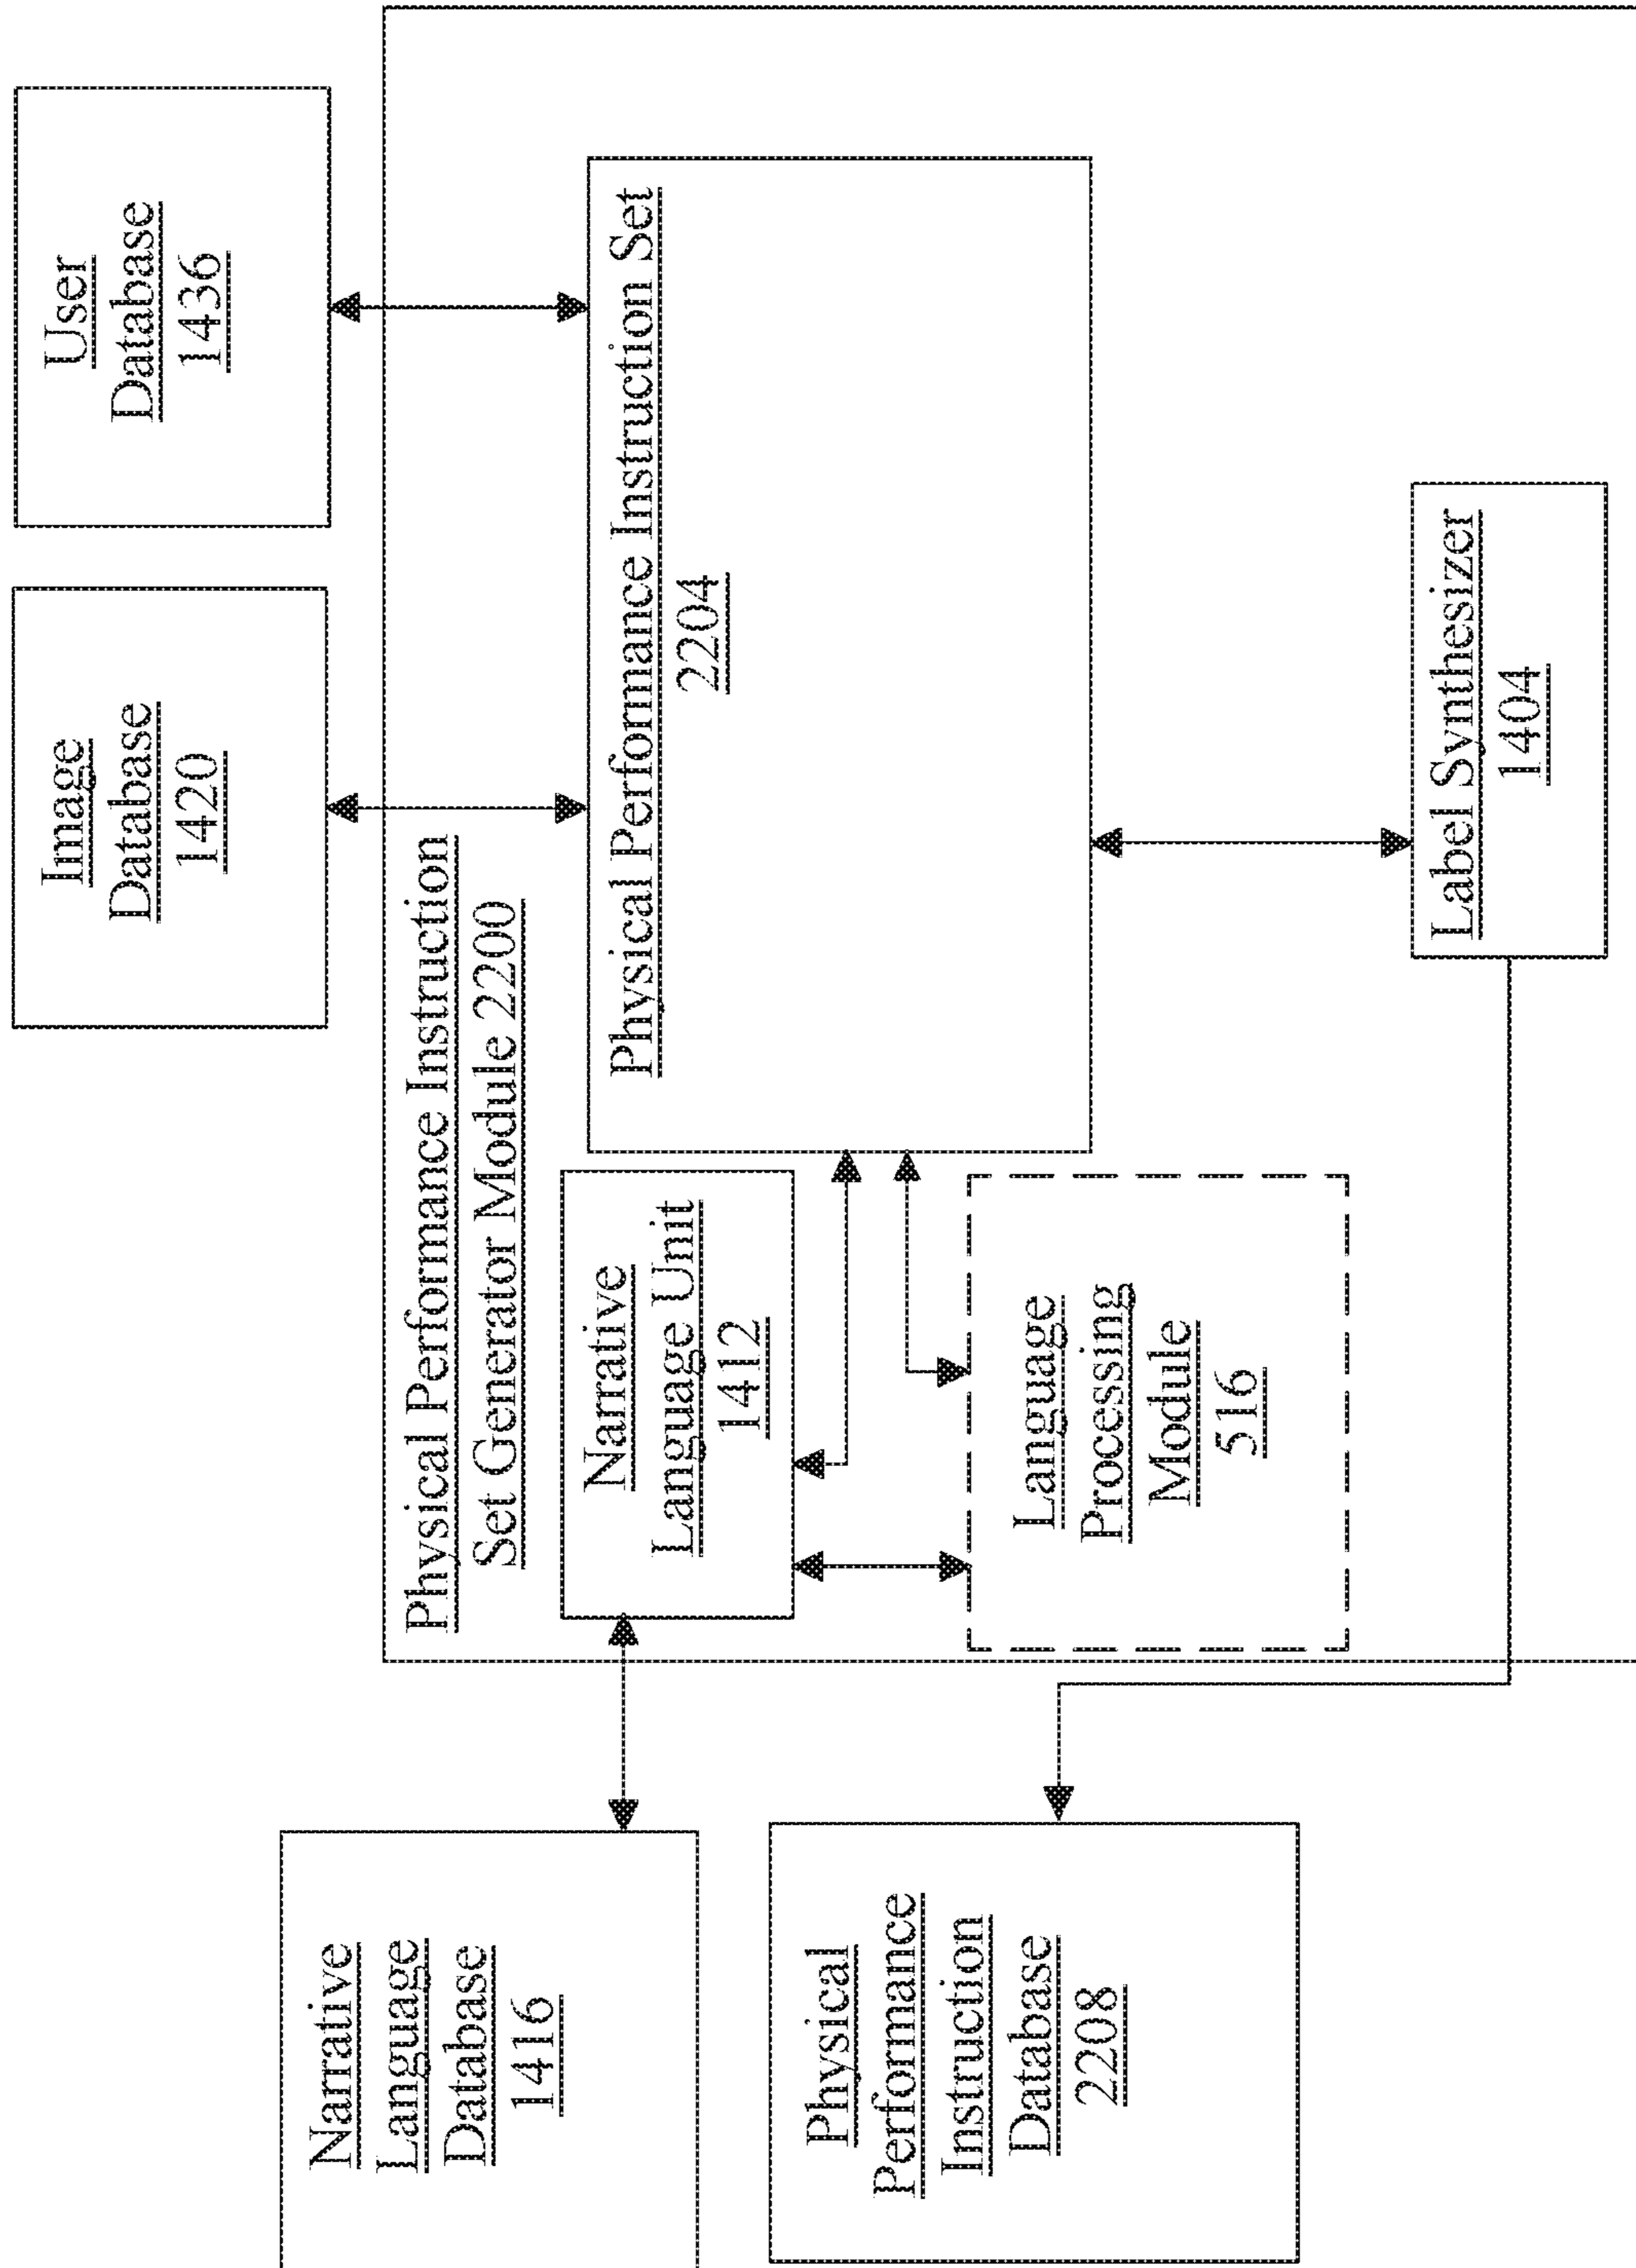 Narrative
Language
Database
1416
Physical
Performance
Instruction
Database
2208
Physical Performance Instruction
Set Generator Module 2200
Narrative
Language Unit
1412
Language
Processing
Module
516
Image
Database
1420
User
Database
1436
Physical Performance Instruction Set
2204
Label Synthesizer
1404